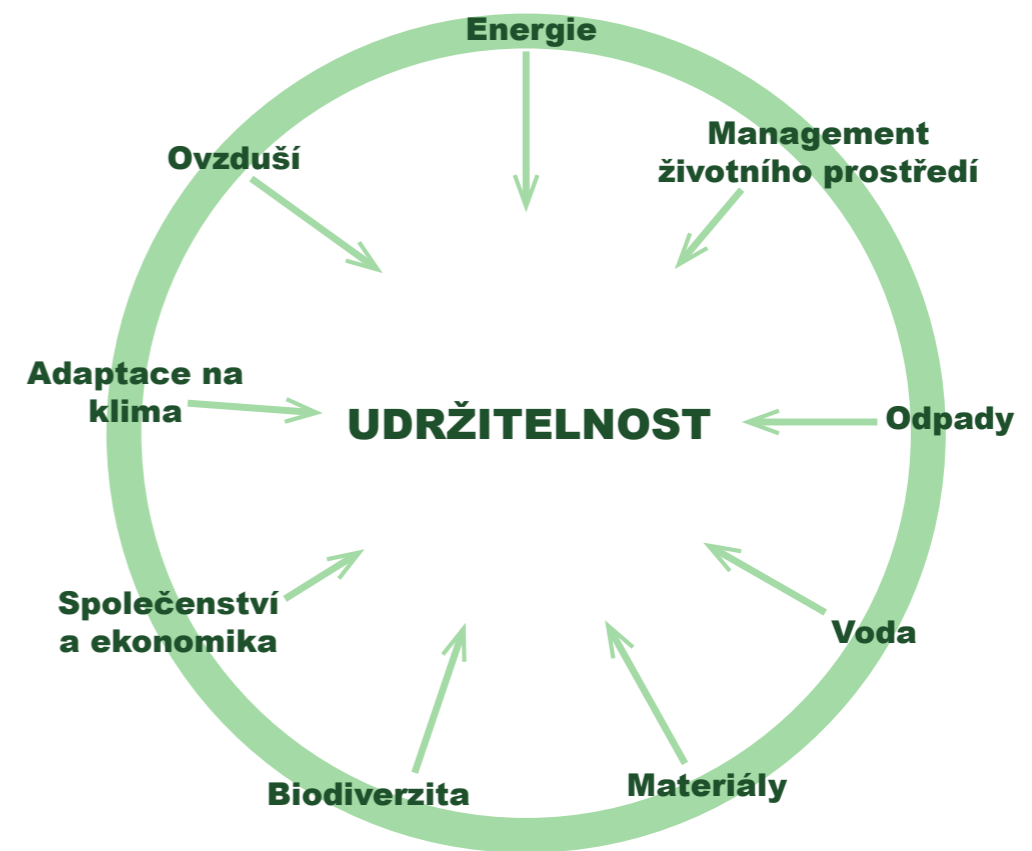 Energie
Management
životního prostředí
Ovzduší
Adaptace na
klima
UDRŽITELNOST
Odpady
Společenství
a ekonomika
Voda
Biodiverzita
Materiály